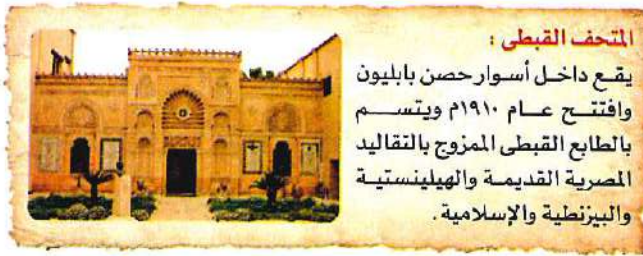 المتحف القبطى :
يقع داخل أسوار حصن بابليون
وافتتح عام ١٩١٠م ويتسم
بالطابع القبطى الممزوج بالتقاليد
المصرية القديمة والهيلينستية
والبيزنطية والإسلامية .